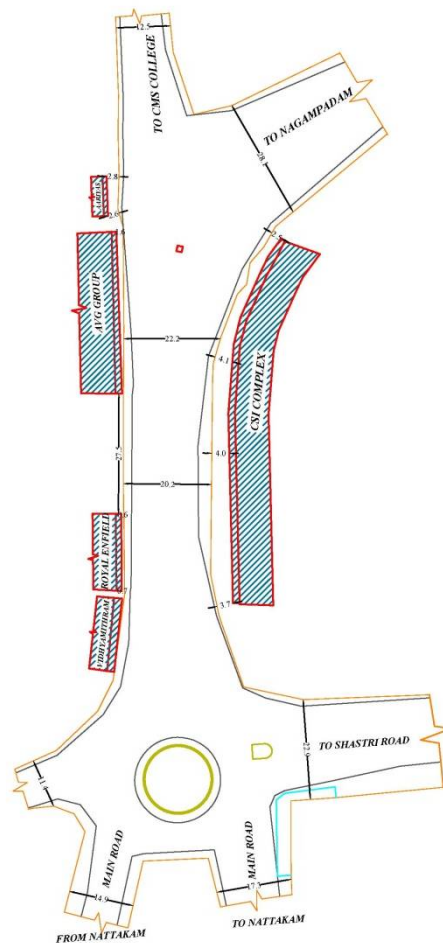 12.5
TO CMS COLLEGE
TO NAGAMPADAM
28.1
2.8
2.6
2.5
AVG GROUP
22.2
4.1
CSI COMPLEX
27.5
4.0
20.2
ROYAL ENFIELD
3.7
VIDHYAMITHRAM
22.9
TO SHASTRI ROAD
11.4
MAIN ROAD
MAIN ROAD
14.9
17.3
FROM NATTAKAM
TO NATTAKAM